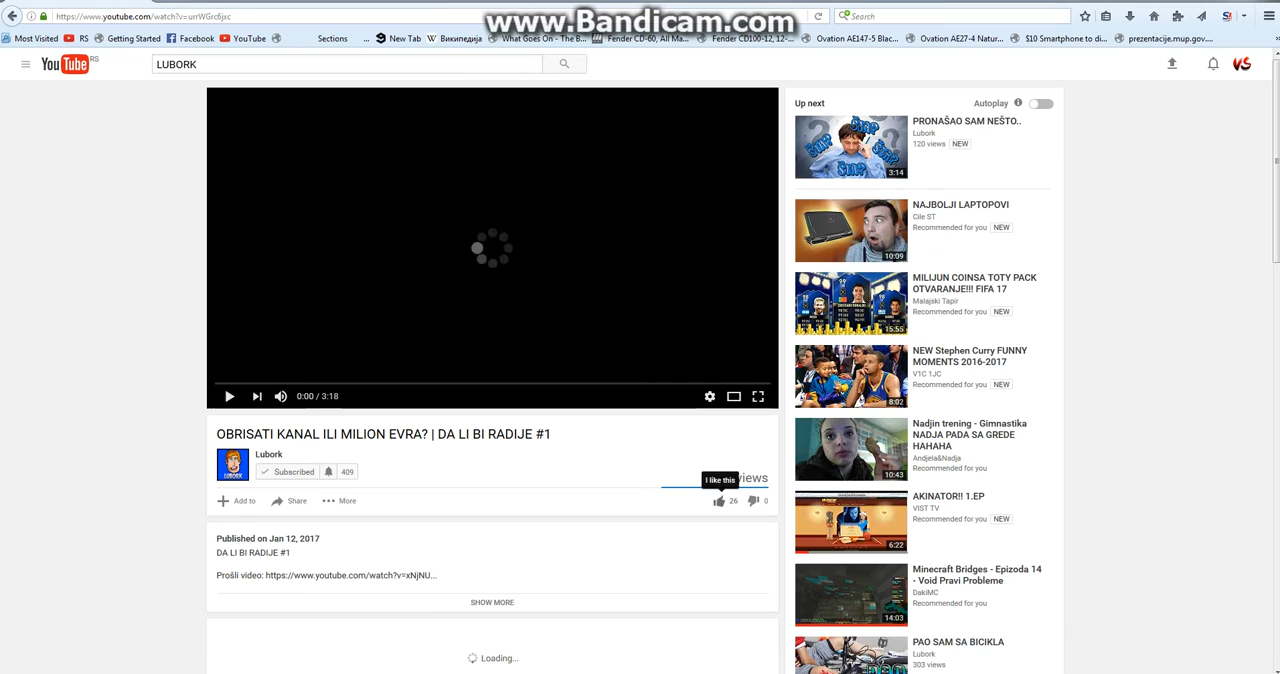 https://www.youtube.com/watch?v=urrWGrc6jxc
www.Bandicam.com
Search
Most Visited
RS
Getting Started
Facebook
YouTube
Sections
...
New Tab
Википедија
What Goes On - The B...
Fender CD-60, All Ma...
Fender CD100-12, 12-...
Ovation AE147-5 Blac...
Ovation AE27-4 Natur...
$10 Smartphone to di...
prezentacije.mup.gov....
YouTube RS
LUBORK
VS
0:00 / 3:18
OBRISATI KANAL ILI MILION EVRA? | DA LI BI RADIJE #1
Lubork
Subscribed 409
views
I like this
Add to
Share
More
26
0
Published on Jan 12, 2017
DA LI BI RADIJE #1
Prošli video: https://www.youtube.com/watch?v=xNjNU...
SHOW MORE
Loading...
Up next
Autoplay
PRONAŠAO SAM NEŠTO..
Lubork
120 views NEW
3:14
NAJBOLJI LAPTOPOVI
Cile ST
Recommended for you NEW
10:09
MILIJUN COINSA TOTY PACK
OTVARANJE!!! FIFA 17
Malajski Tapir
Recommended for you NEW
15:55
NEW Stephen Curry FUNNY
MOMENTS 2016-2017
V1C 1JC
Recommended for you NEW
8:02
Nadjin trening - Gimnastika
NADJA PADA SA GREDE
HAHAHA
Andjela&Nadja
Recommended for you
10:43
AKINATOR!! 1.EP
VIST TV
Recommended for you NEW
6:22
Minecraft Bridges - Epizoda 14
- Void Pravi Probleme
DakiMC
Recommended for you
14:03
PAO SAM SA BICIKLA
Lubork
303 views